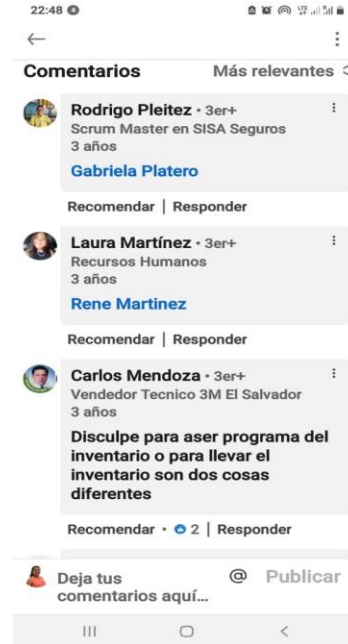 22:48
Comentarios Más relevantes
Rodrigo Pleitez • 3er+
Scrum Master en SISA Seguros
3 años
Gabriela Platero
Recomendar | Responder
Laura Martínez • 3er+
Recursos Humanos
3 años
Rene Martinez
Recomendar | Responder
Carlos Mendoza • 3er+
Vendedor Tecnico 3M El Salvador
3 años
Disculpe para aser programa del
inventario o para llevar el
inventario son dos cosas
diferentes
Recomendar • 2 | Responder
Deja tus @ Publicar
comentarios aquí...